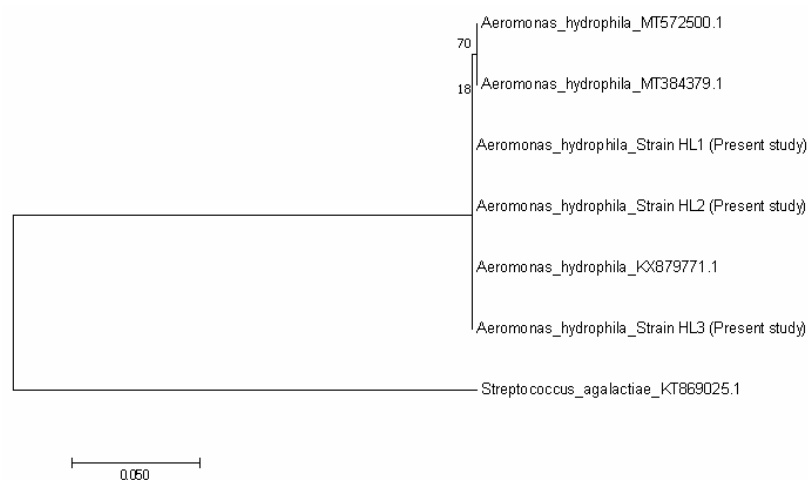 Aeromonas_hydrophila_MT572500.1
70
Aeromonas_hydrophila_MT384379.1
18
Aeromonas_hydrophila_Strain HL1 (Present study)
Aeromonas_hydrophila_Strain HL2 (Present study)
Aeromonas_hydrophila_KX879771.1
Aeromonas_hydrophila_Strain HL3 (Present study)
Streptococcus_agalactiae_KT869025.1
0.050